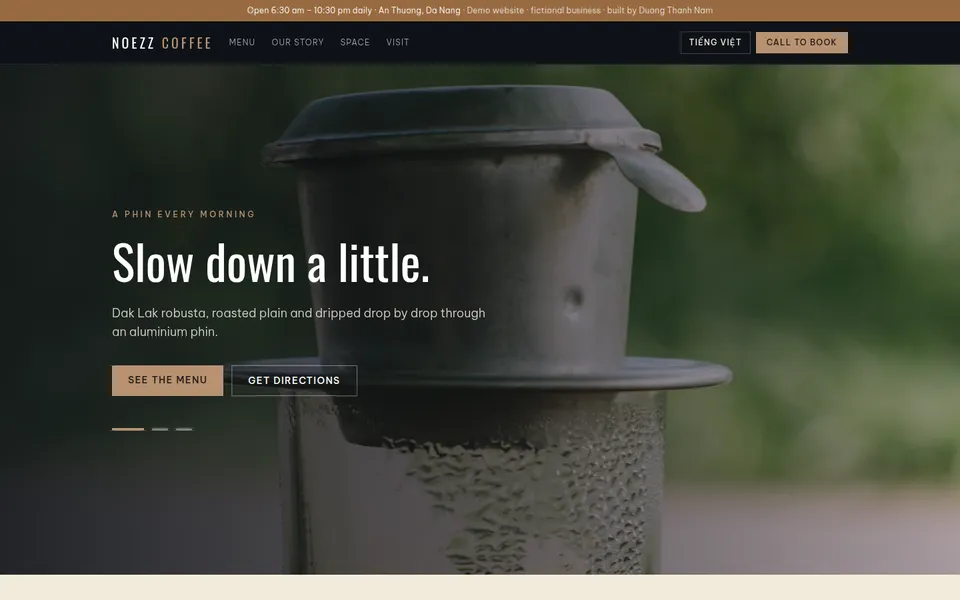 Open 6:30 am – 10:30 pm daily · An Thuong, Da Nang · Demo website · fictional business · built by Duong Thanh Nam
NOEZZ COFFEE MENU OUR STORY SPACE VISIT TIẾNG VIỆT CALL TO BOOK
A PHIN EVERY MORNING
Slow down a little.
Dak Lak robusta, roasted plain and dripped drop by drop through
an aluminium phin.
SEE THE MENU GET DIRECTIONS